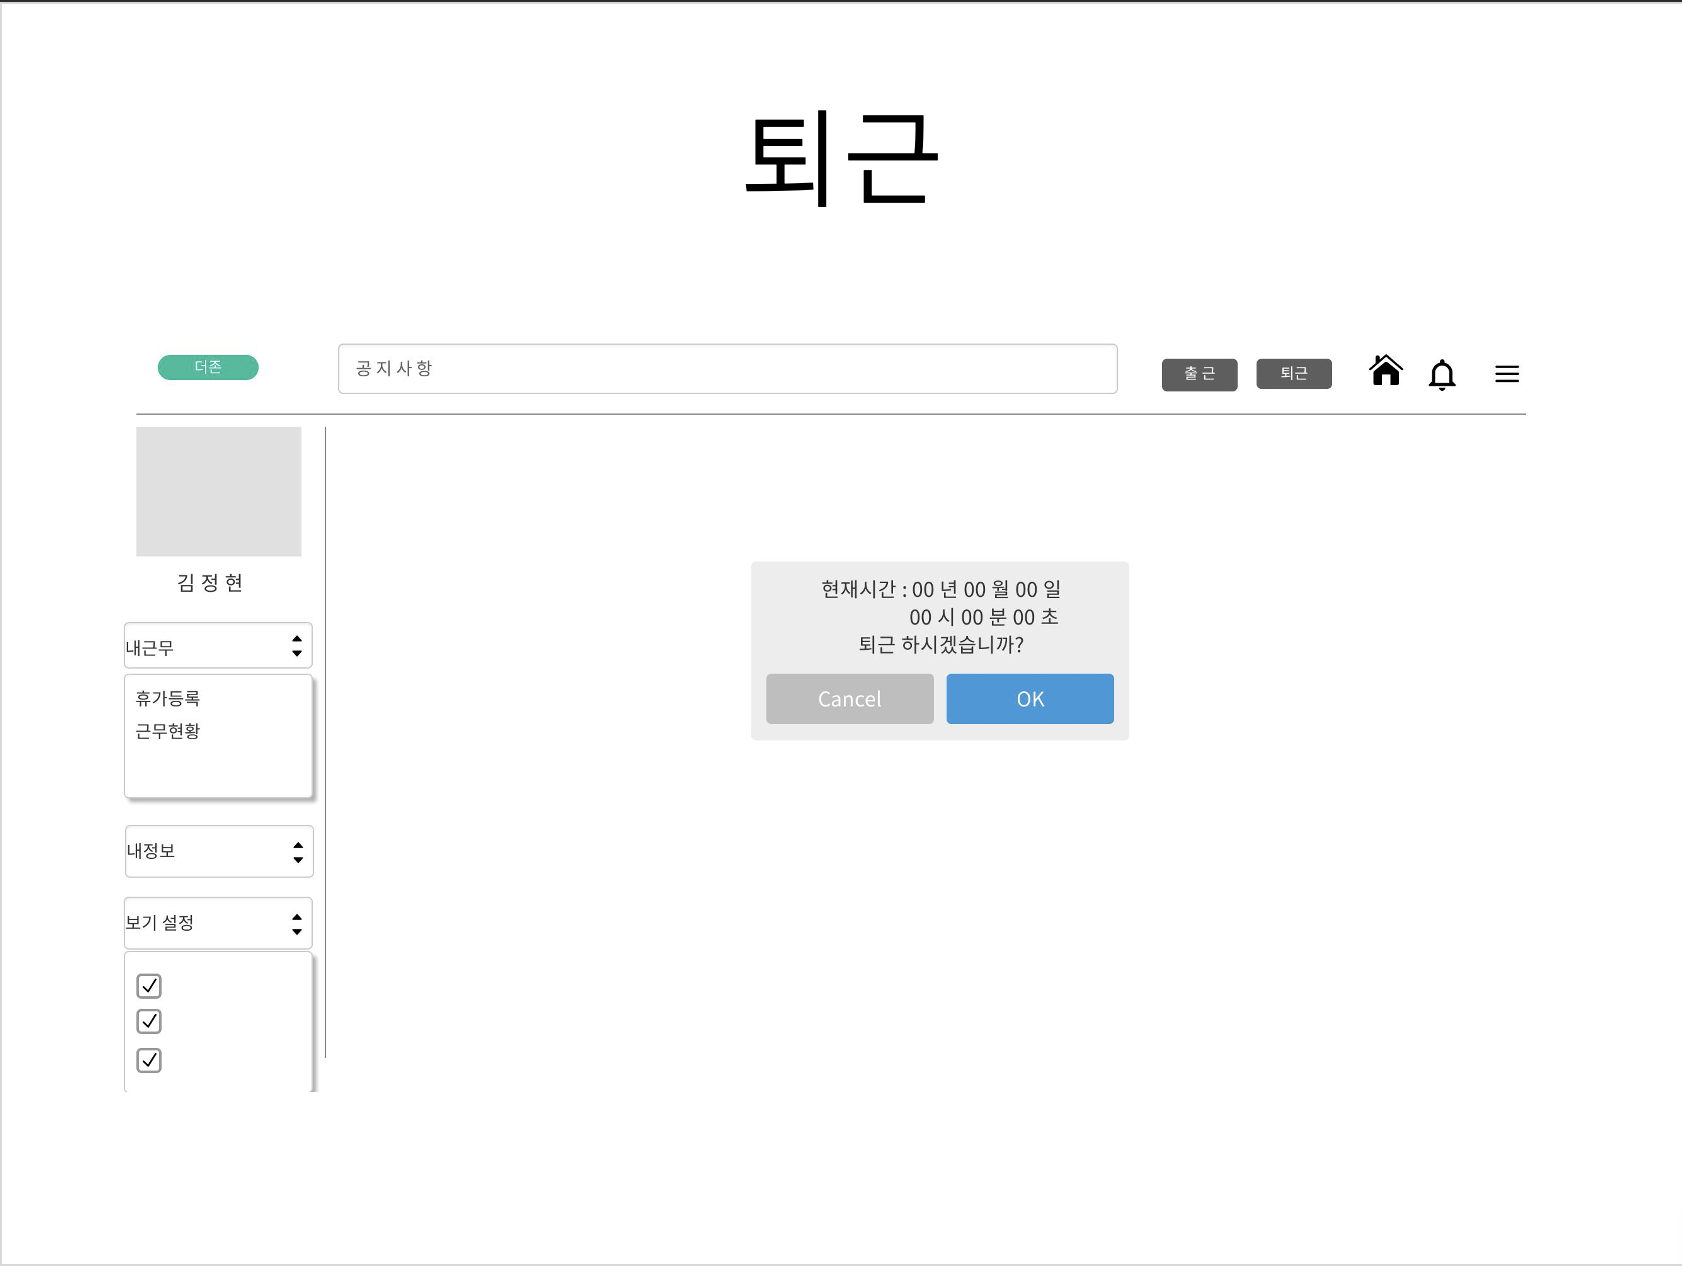 퇴근
더존
공 지 사 항
출 근
퇴근
김 정 현
내근무
휴가등록
근무현황
내정보
보기 설정
현재시간 : 00 년 00 월 00 일
00 시 00 분 00 초
퇴근 하시겠습니까?
Cancel
OK